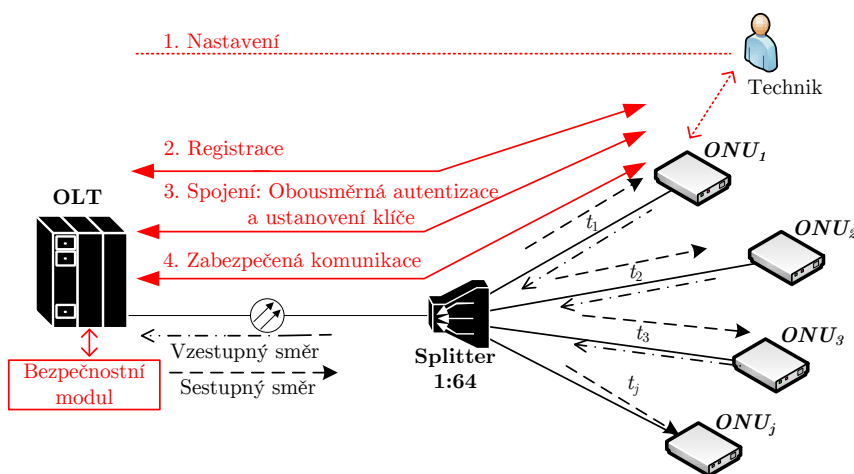 1. Nastavení
Technik
2. Registrace
ONU1
OLT
3. Spojení: Obousměrná autentizace
a ustanovení klíče
t1
ONU2
4. Zabezpečená komunikace
t2
Vzestupný směr
Splitter
1:64
t3
ONU3
Bezpečnostní
modul
Sestupný směr
tj
ONUj